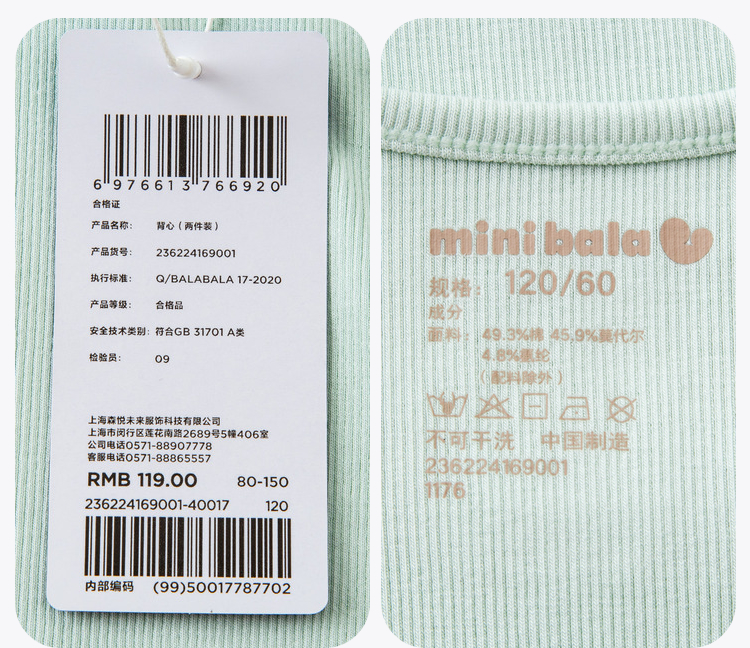 6 976613 766920
合格证
产品名称: 背心(两件装)
产品货号: 236224169001
执行标准: Q/BALABALA 17-2020
产品等级: 合格品
安全技术类别: 符合GB 31701 A类
检验员: 09
上海森悦未来服饰科技有限公司
上海市闵行区莲花南路2689号5幢406室
公司电话0571-88907778
客服电话0571-88865557
RMB 119.00 80-150
236224169001-40017 120
内部编码 (99)50017787702
minibala
规格: 120/60
成分
面料: 49.3%棉 45.9%莫代尔
4.8%氨纶
(配料除外)
不可干洗 中国制造
236224169001
1176